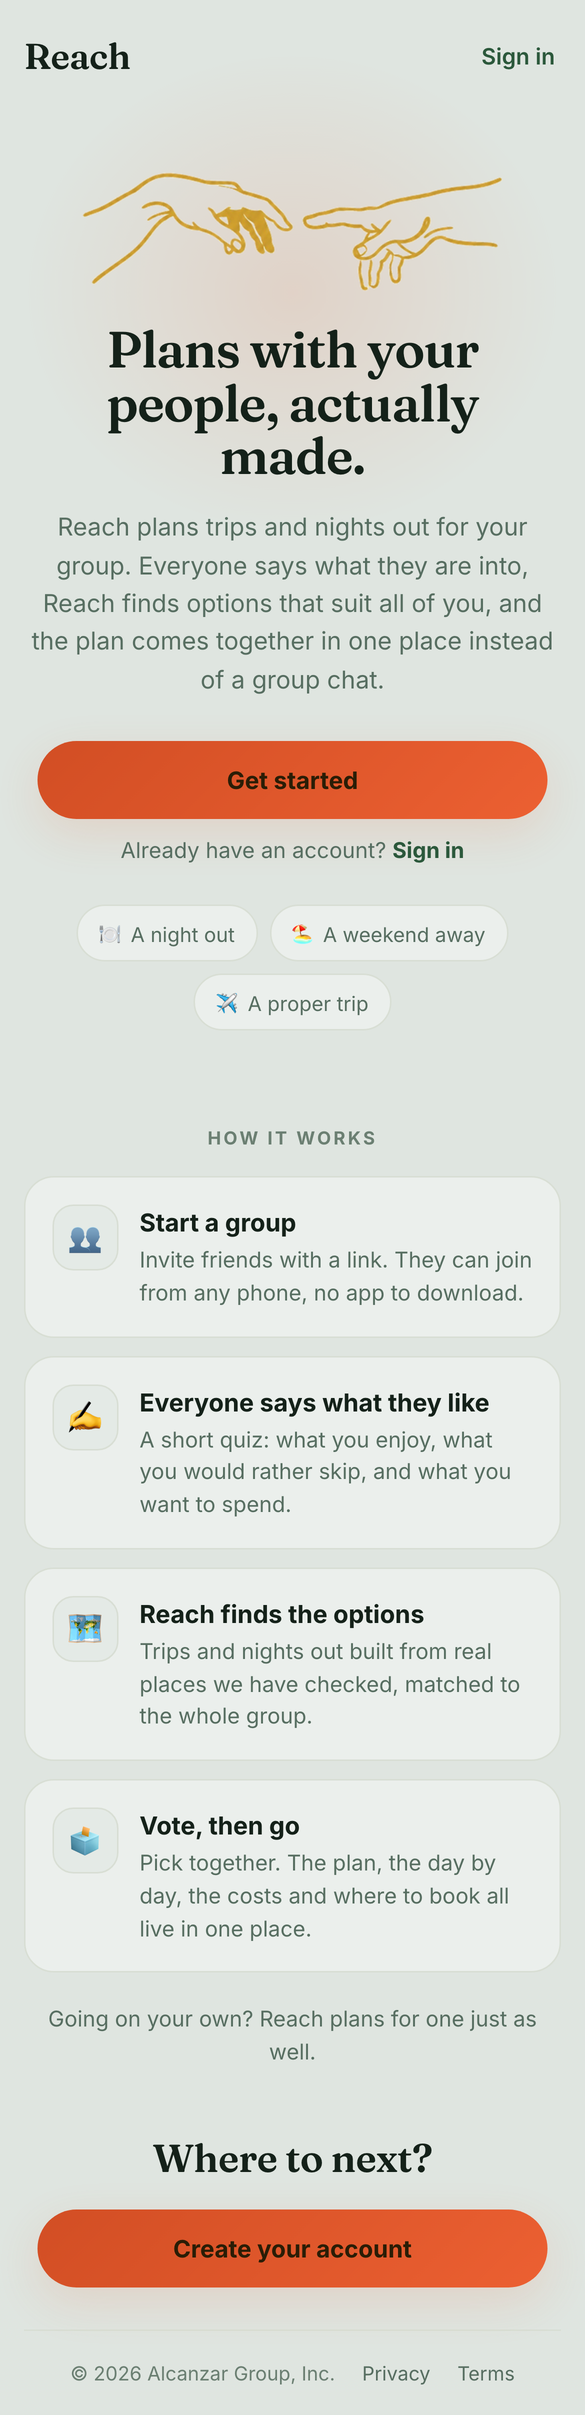 Reach
Sign in
Plans with your
people, actually
made.
Reach plans trips and nights out for your
group. Everyone says what they are into,
Reach finds options that suit all of you, and
the plan comes together in one place instead
of a group chat.
Get started
Already have an account? Sign in
A night out
A weekend away
A proper trip
HOW IT WORKS
Start a group
Invite friends with a link. They can join
from any phone, no app to download.
Everyone says what they like
A short quiz: what you enjoy, what
you would rather skip, and what you
want to spend.
Reach finds the options
Trips and nights out built from real
places we have checked, matched to
the whole group.
Vote, then go
Pick together. The plan, the day by
day, the costs and where to book all
live in one place.
Going on your own? Reach plans for one just as
well.
Where to next?
Create your account
© 2026 Alcanzar Group, Inc. Privacy Terms